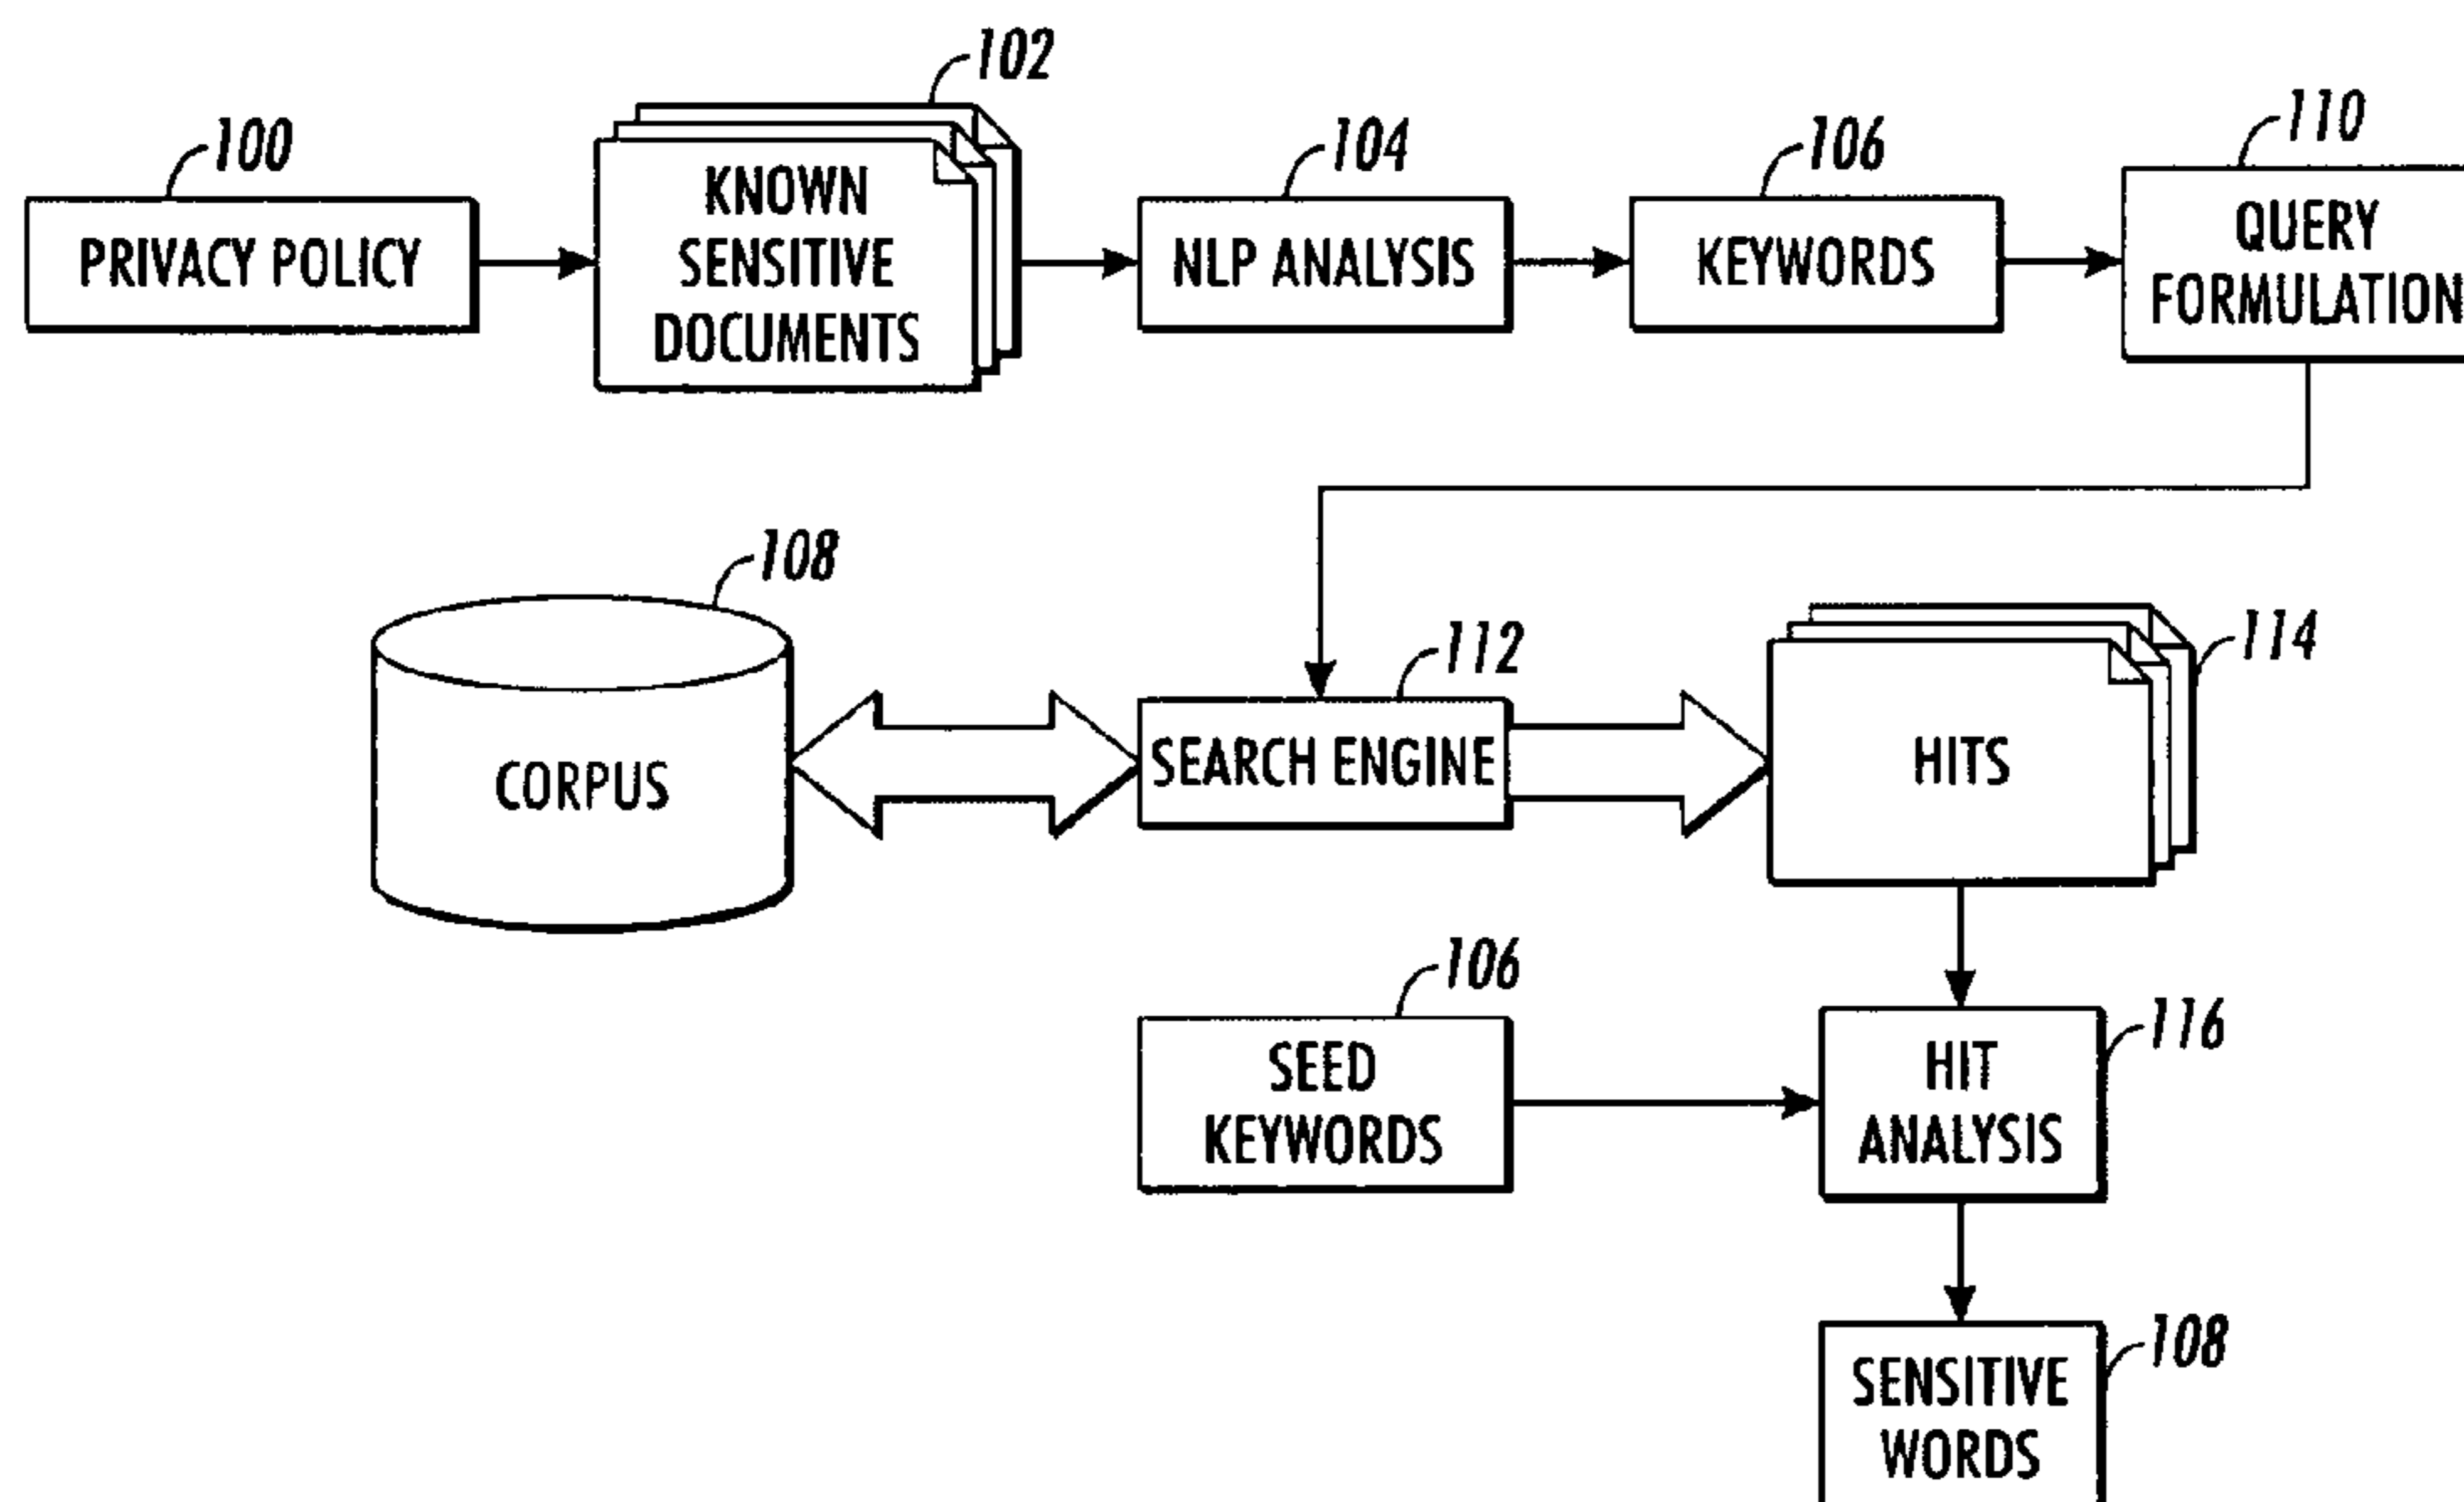 102
100
104
106
110
PRIVACY POLICY
KNOWN
SENSITIVE
DOCUMENTS
NLP ANALYSIS
KEYWORDS
QUERY
FORMULATION
108
112
114
CORPUS
SEARCH ENGINE
HITS
106
116
SEED
KEYWORDS
HIT
ANALYSIS
108
SENSITIVE
WORDS